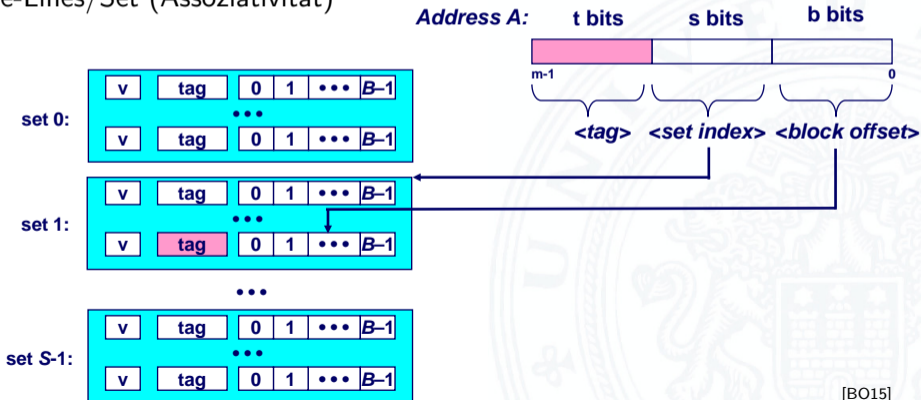 e-Lines/Set (Assoziativität)
Address A: t bits s bits b bits
m-1 0
<tag> <set index> <block offset>
v tag 0 1 ••• B–1
set 0: •••
v tag 0 1 ••• B–1
v tag 0 1 ••• B–1
set 1: •••
v tag 0 1 ••• B–1
•••
v tag 0 1 ••• B–1
set S-1: •••
v tag 0 1 ••• B–1
[BO15]